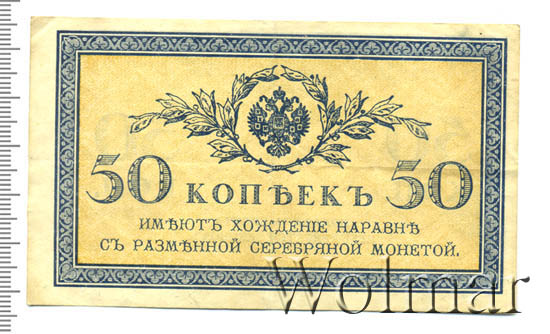 50 КОПѢЕКЪ 50
ИМѢЮТЪ ХОЖДЕНІЕ НАРАВНѢ
СЪ РАЗМѢННОЙ СЕРЕБРЯНОЙ МОНЕТОЙ.
Wolmar